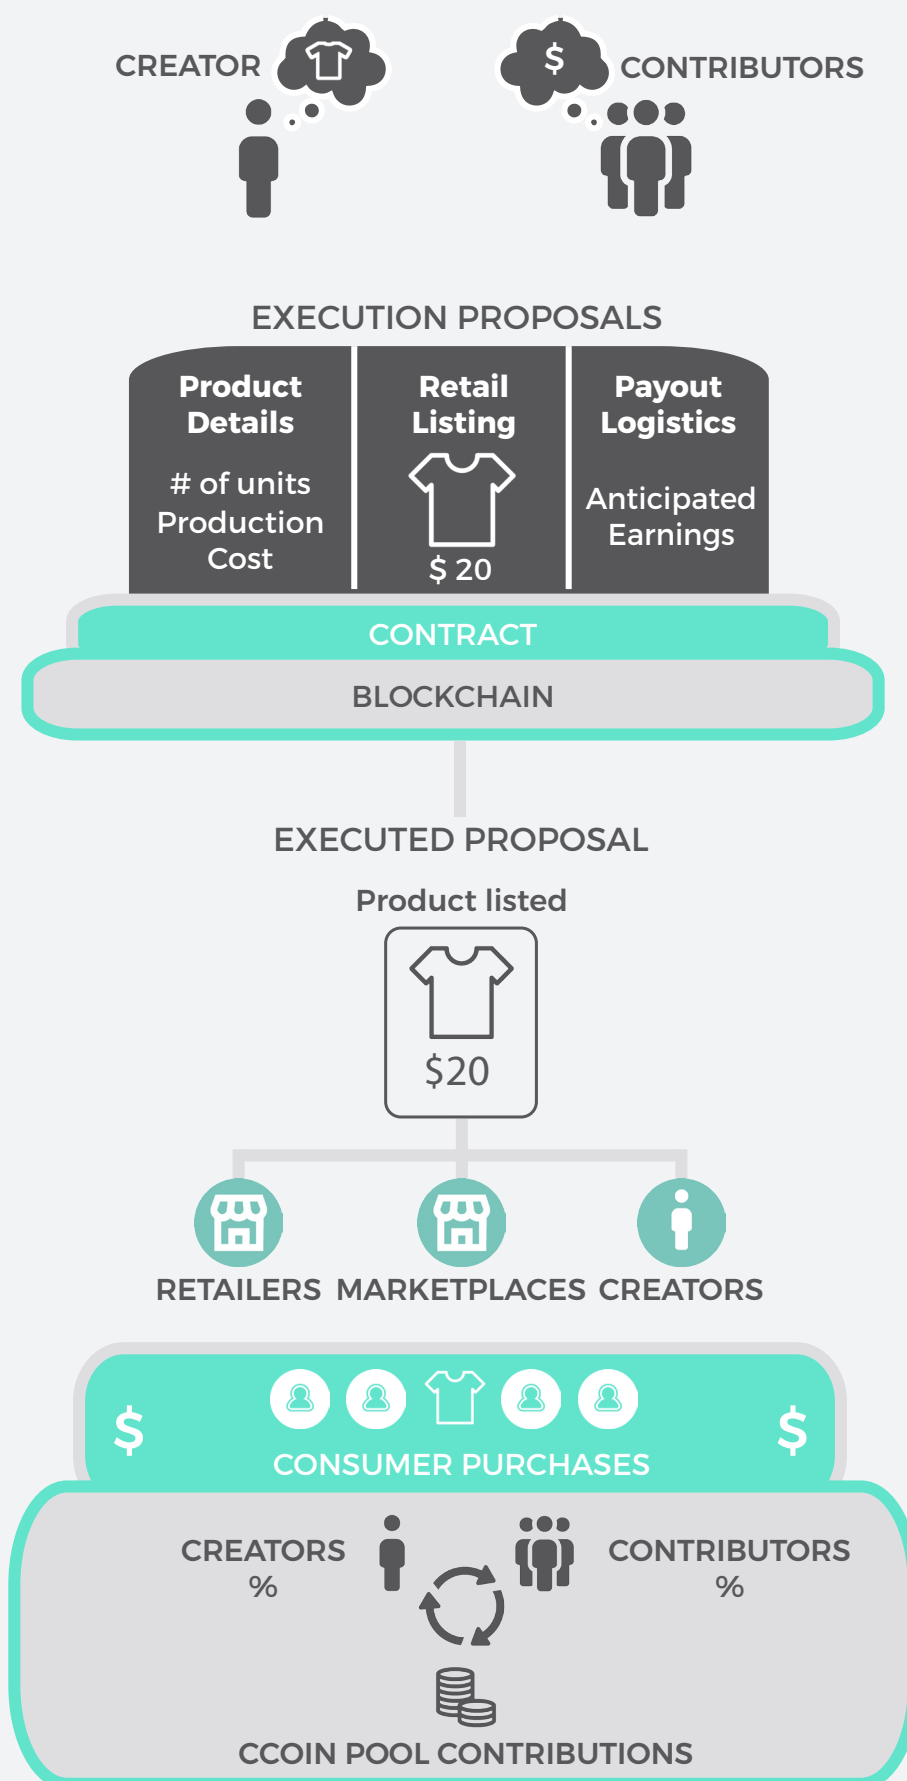 CREATOR
$
CONTRIBUTORS
EXECUTION PROPOSALS
Product
Details
# of units
Production
Cost
Retail
Listing
$ 20
Payout
Logistics
Anticipated
Earnings
CONTRACT
BLOCKCHAIN
EXECUTED PROPOSAL
Product listed
$20
RETAILERS
MARKETPLACES
CREATORS
$
$
CONSUMER PURCHASES
CREATORS
%
CONTRIBUTORS
%
CCOIN POOL CONTRIBUTIONS